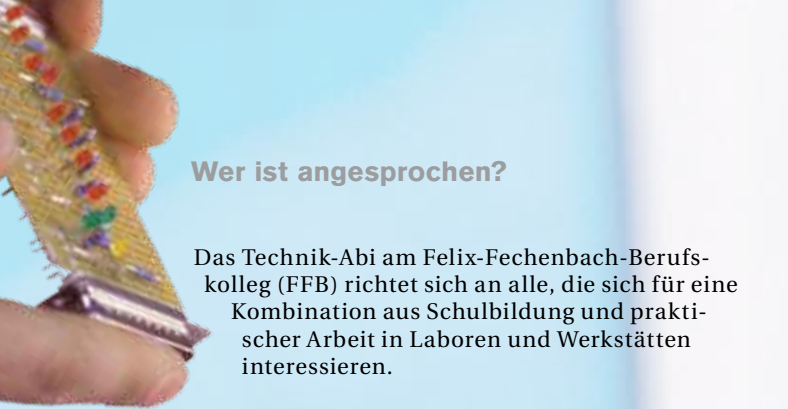 Wer ist angesprochen?
Das Technik-Abi am Felix-Fechenbach-Berufs-
kolleg (FFB) richtet sich an alle, die sich für eine
Kombination aus Schulbildung und prakti-
scher Arbeit in Laboren und Werkstätten
interessieren.